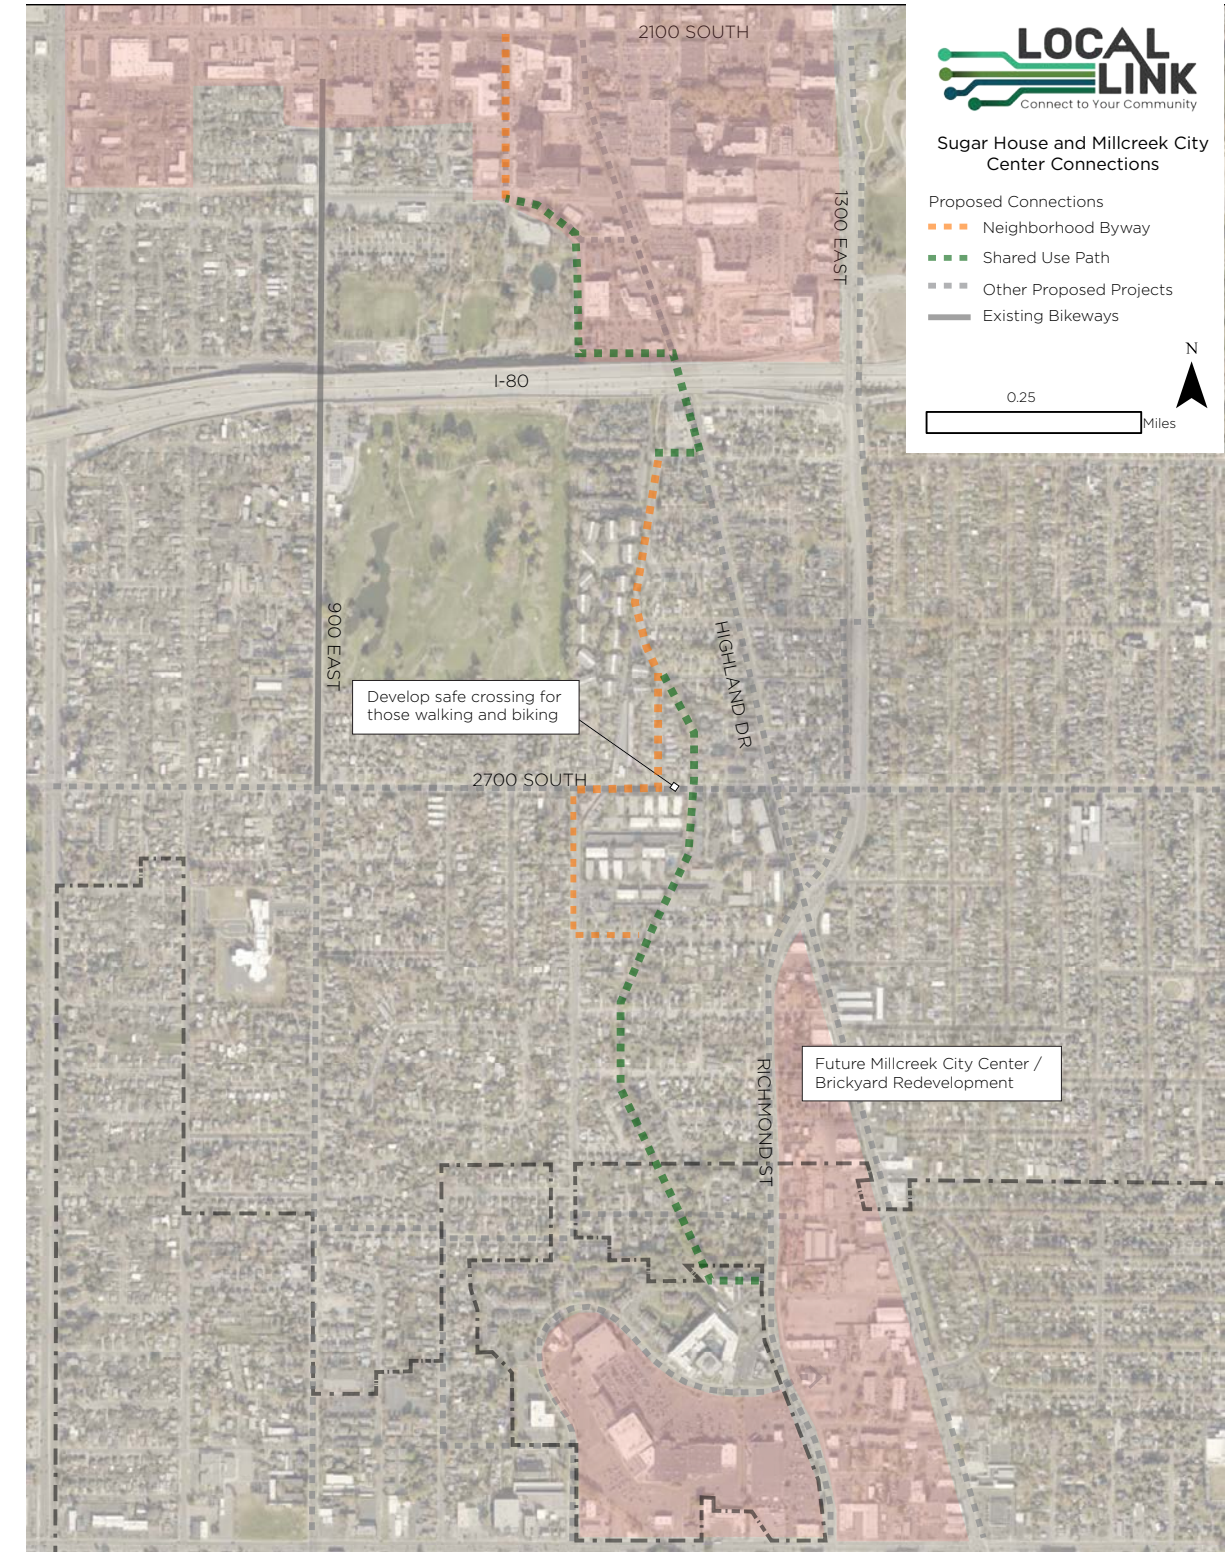 2100 SOUTH
LOCAL
LINK
Connect to Your Community
Sugar House and Millcreek City
Center Connections
Proposed Connections
Neighborhood Byway
Shared Use Path
Other Proposed Projects
Existing Bikeways
N
0.25
Miles
1300 EAST
I-80
900 EAST
HIGHLAND DR
Develop safe crossing for
those walking and biking
2700 SOUTH
Future Millcreek City Center /
Brickyard Redevelopment
RICHMOND ST